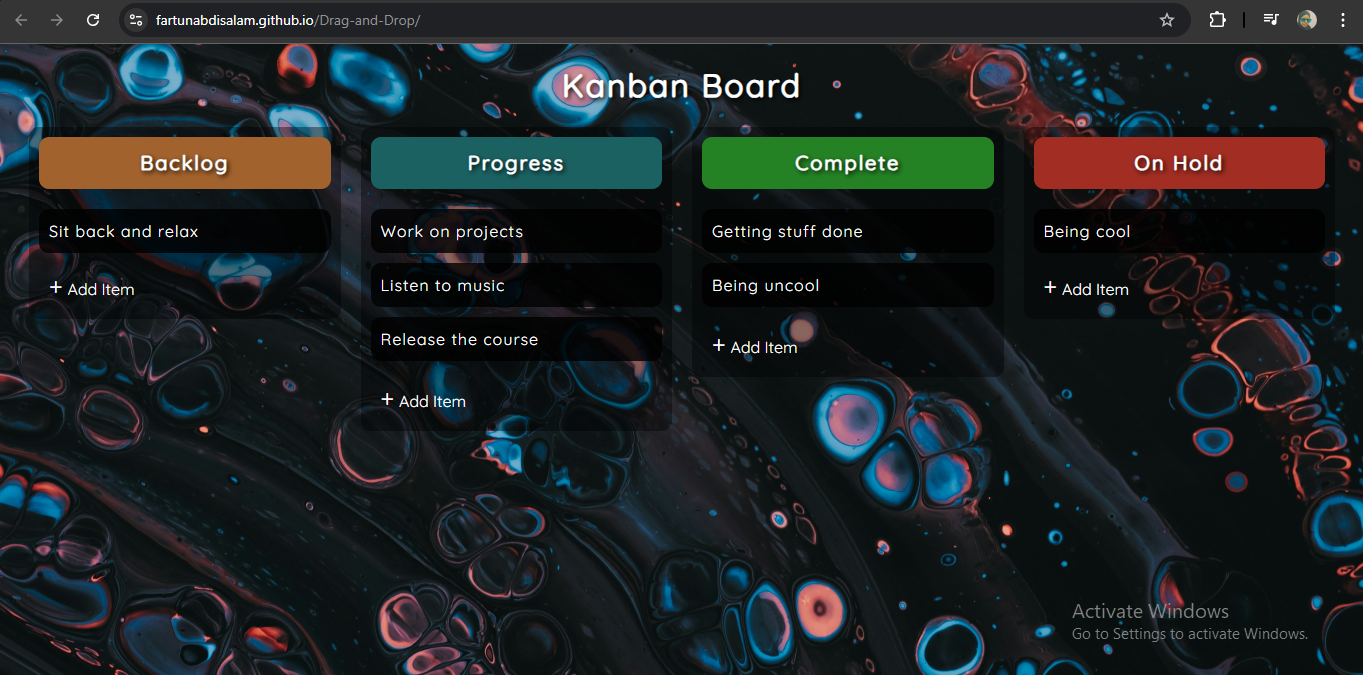 fartunabdisalam.github.io/Drag-and-Drop/
Kanban Board
Backlog
Sit back and relax
+ Add Item
Progress
Work on projects
Listen to music
Release the course
+ Add Item
Complete
Getting stuff done
Being uncool
+ Add Item
On Hold
Being cool
+ Add Item
Activate Windows
Go to Settings to activate Windows.